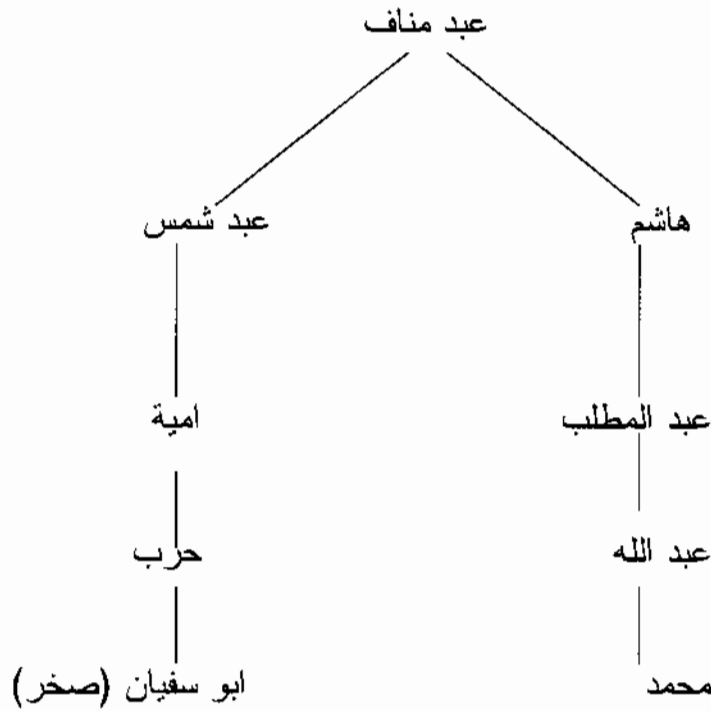 عبد مناف
هاشم عبد شمس
عبد المطلب امية
عبد الله حرب
محمد ابو سفيان (صخر)